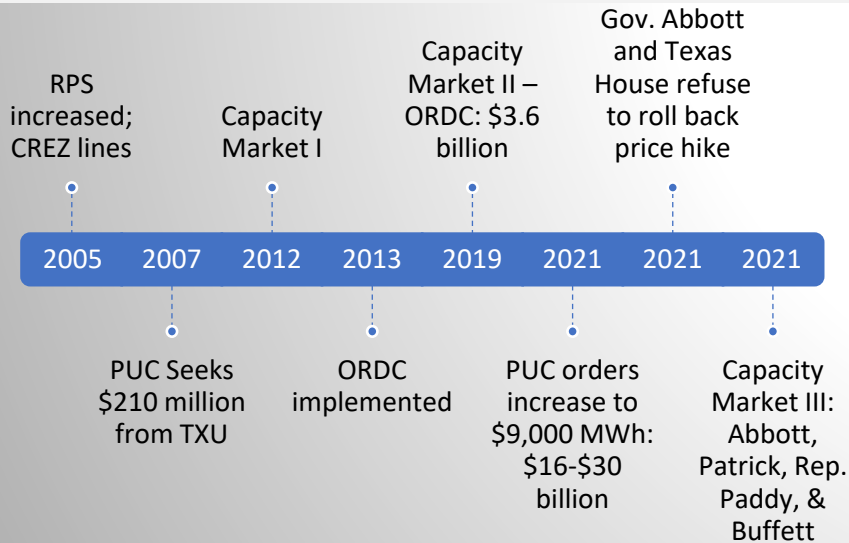 RPS
increased;
CREZ lines
Capacity
Market I
Capacity
Market II –
ORDC: $3.6
billion
Gov. Abbott
and Texas
House refuse
to roll back
price hike
2005 2007 2012 2013 2019 2021 2021 2021
PUC Seeks
$210 million
from TXU
ORDC
implemented
PUC orders
increase to
$9,000 MWh:
$16-$30
billion
Capacity
Market III:
Abbott,
Patrick, Rep.
Paddy, &
Buffett